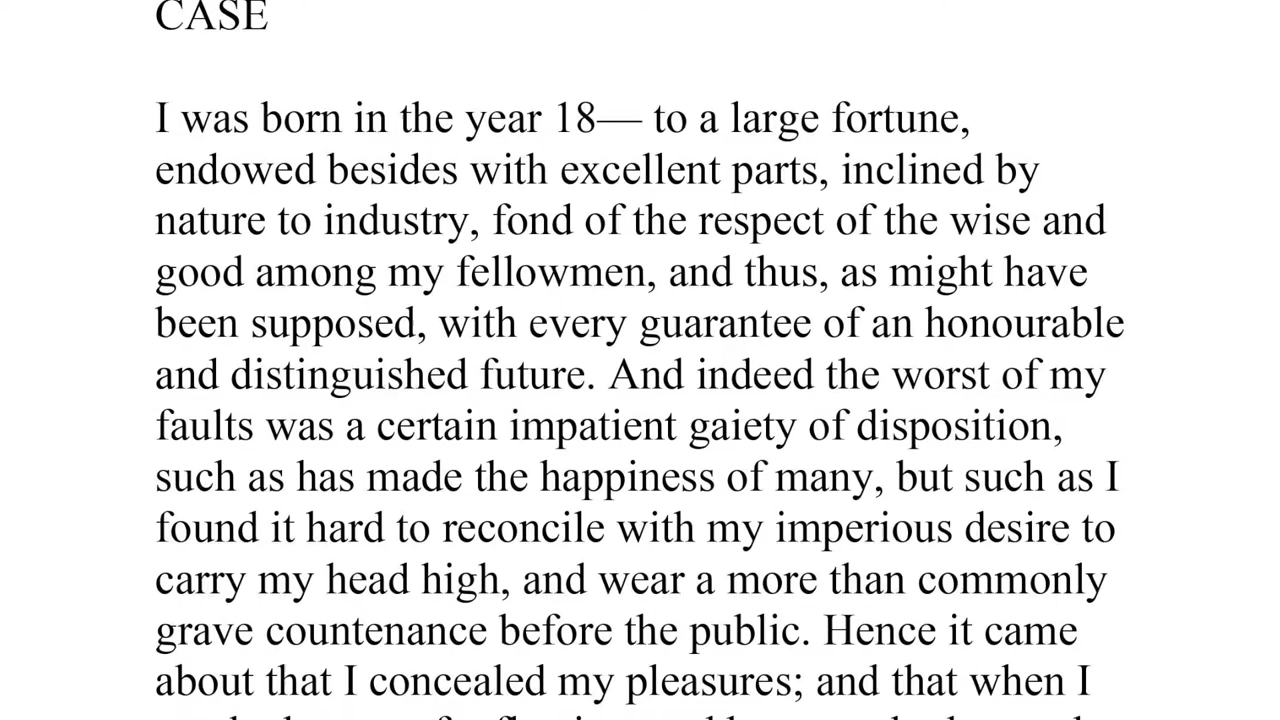 CASE
I was born in the year 18— to a large fortune,
endowed besides with excellent parts, inclined by
nature to industry, fond of the respect of the wise and
good among my fellowmen, and thus, as might have
been supposed, with every guarantee of an honourable
and distinguished future. And indeed the worst of my
faults was a certain impatient gaiety of disposition,
such as has made the happiness of many, but such as I
found it hard to reconcile with my imperious desire to
carry my head high, and wear a more than commonly
grave countenance before the public. Hence it came
about that I concealed my pleasures; and that when I